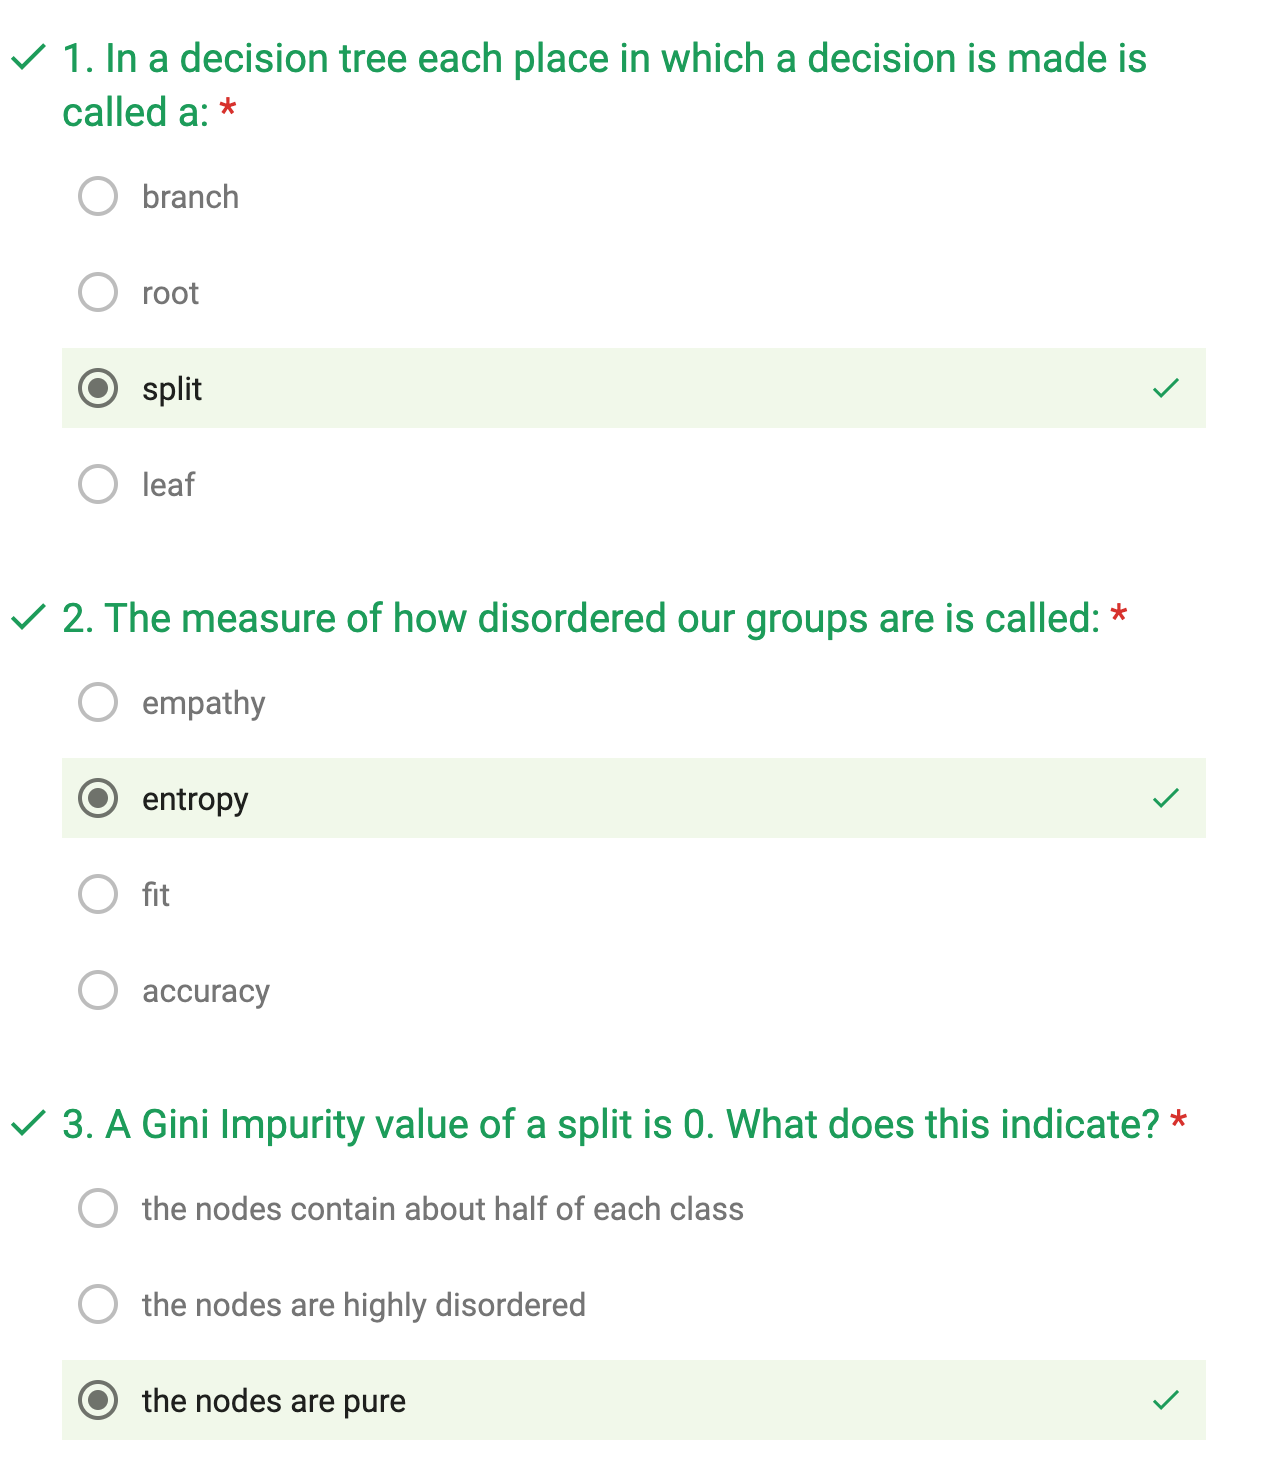 1. In a decision tree each place in which a decision is made is
called a: *
branch
root
split
leaf
2. The measure of how disordered our groups are is called: *
empathy
entropy
fit
accuracy
3. A Gini Impurity value of a split is 0. What does this indicate? *
the nodes contain about half of each class
the nodes are highly disordered
the nodes are pure